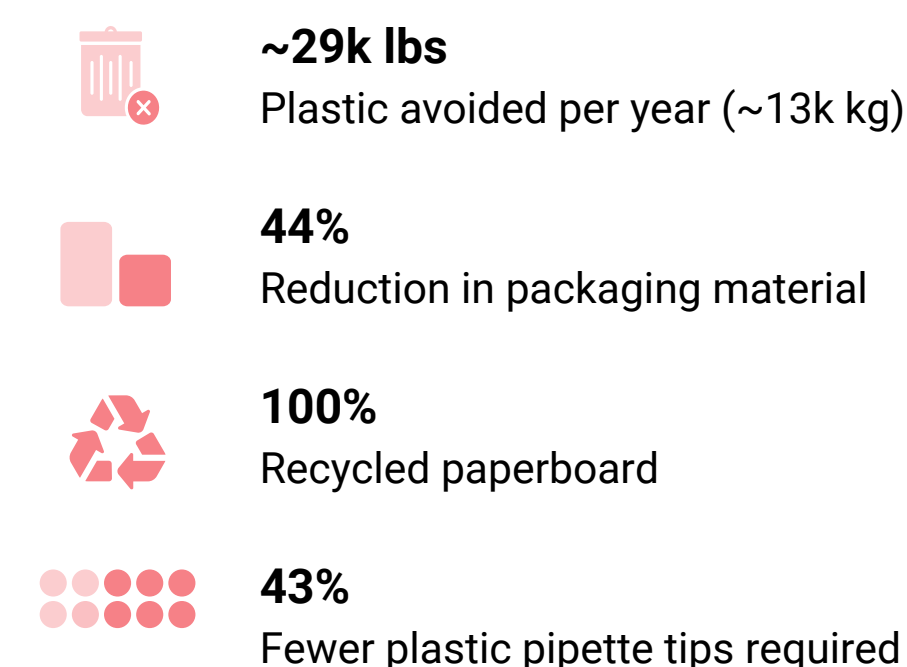 ~29k lbs
Plastic avoided per year (~13k kg)
44%
Reduction in packaging material
100%
Recycled paperboard
43%
Fewer plastic pipette tips required